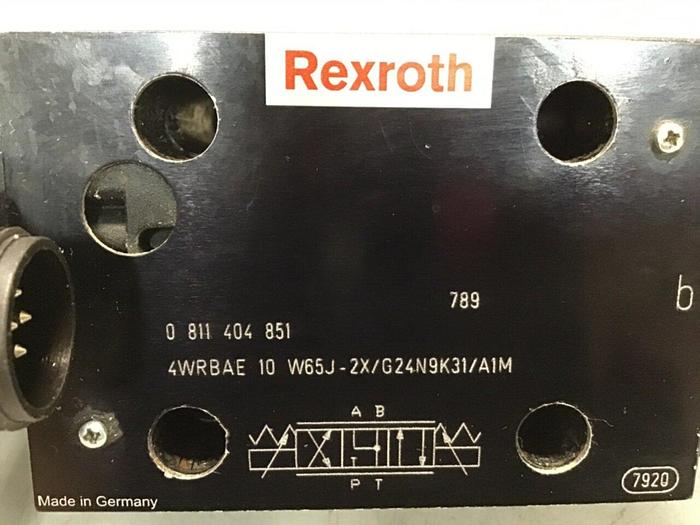 Rexroth
789
b
0 811 404 851
4WRBAE 10 W65J-2X/G24N9K31/A1M
A B
P T
7920
Made in Germany